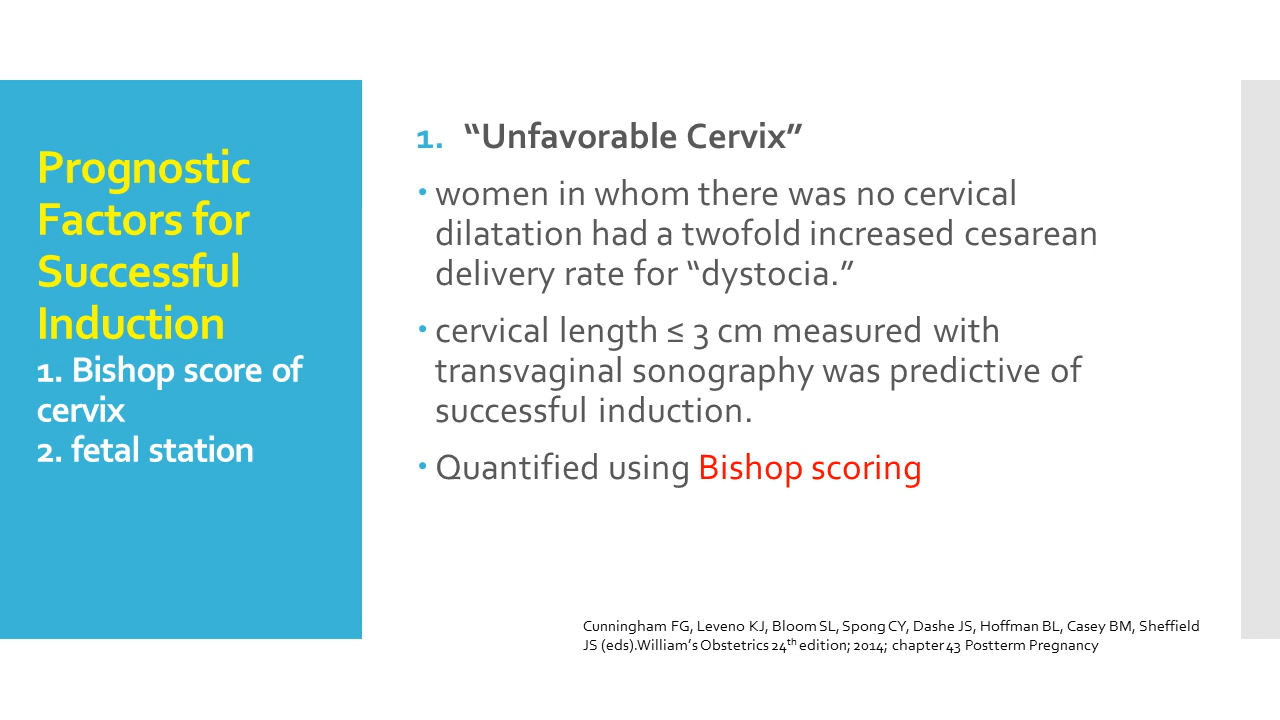 Prognostic
Factors for
Successful
Induction
1. Bishop score of
cervix
2. fetal station
1. “Unfavorable Cervix”
• women in whom there was no cervical
dilatation had a twofold increased cesarean
delivery rate for “dystocia.”
• cervical length ≤ 3 cm measured with
transvaginal sonography was predictive of
successful induction.
• Quantified using Bishop scoring
Cunningham FG, Leveno KJ, Bloom SL, Spong CY, Dashe JS, Hoffman BL, Casey BM, Sheffield
JS (eds).William’s Obstetrics 24th edition; 2014; chapter 43 Postterm Pregnancy